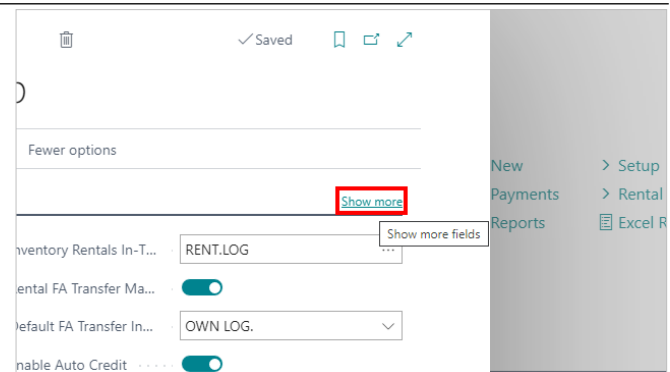 Saved
Fewer options
New
> Setup
Show more
Payments
> Rental
Show more fields
Reports
Excel R
nventory Rentals In-T...
RENT.LOG
...
ental FA Transfer Ma...
Default FA Transfer In...
OWN LOG.
nable Auto Credit